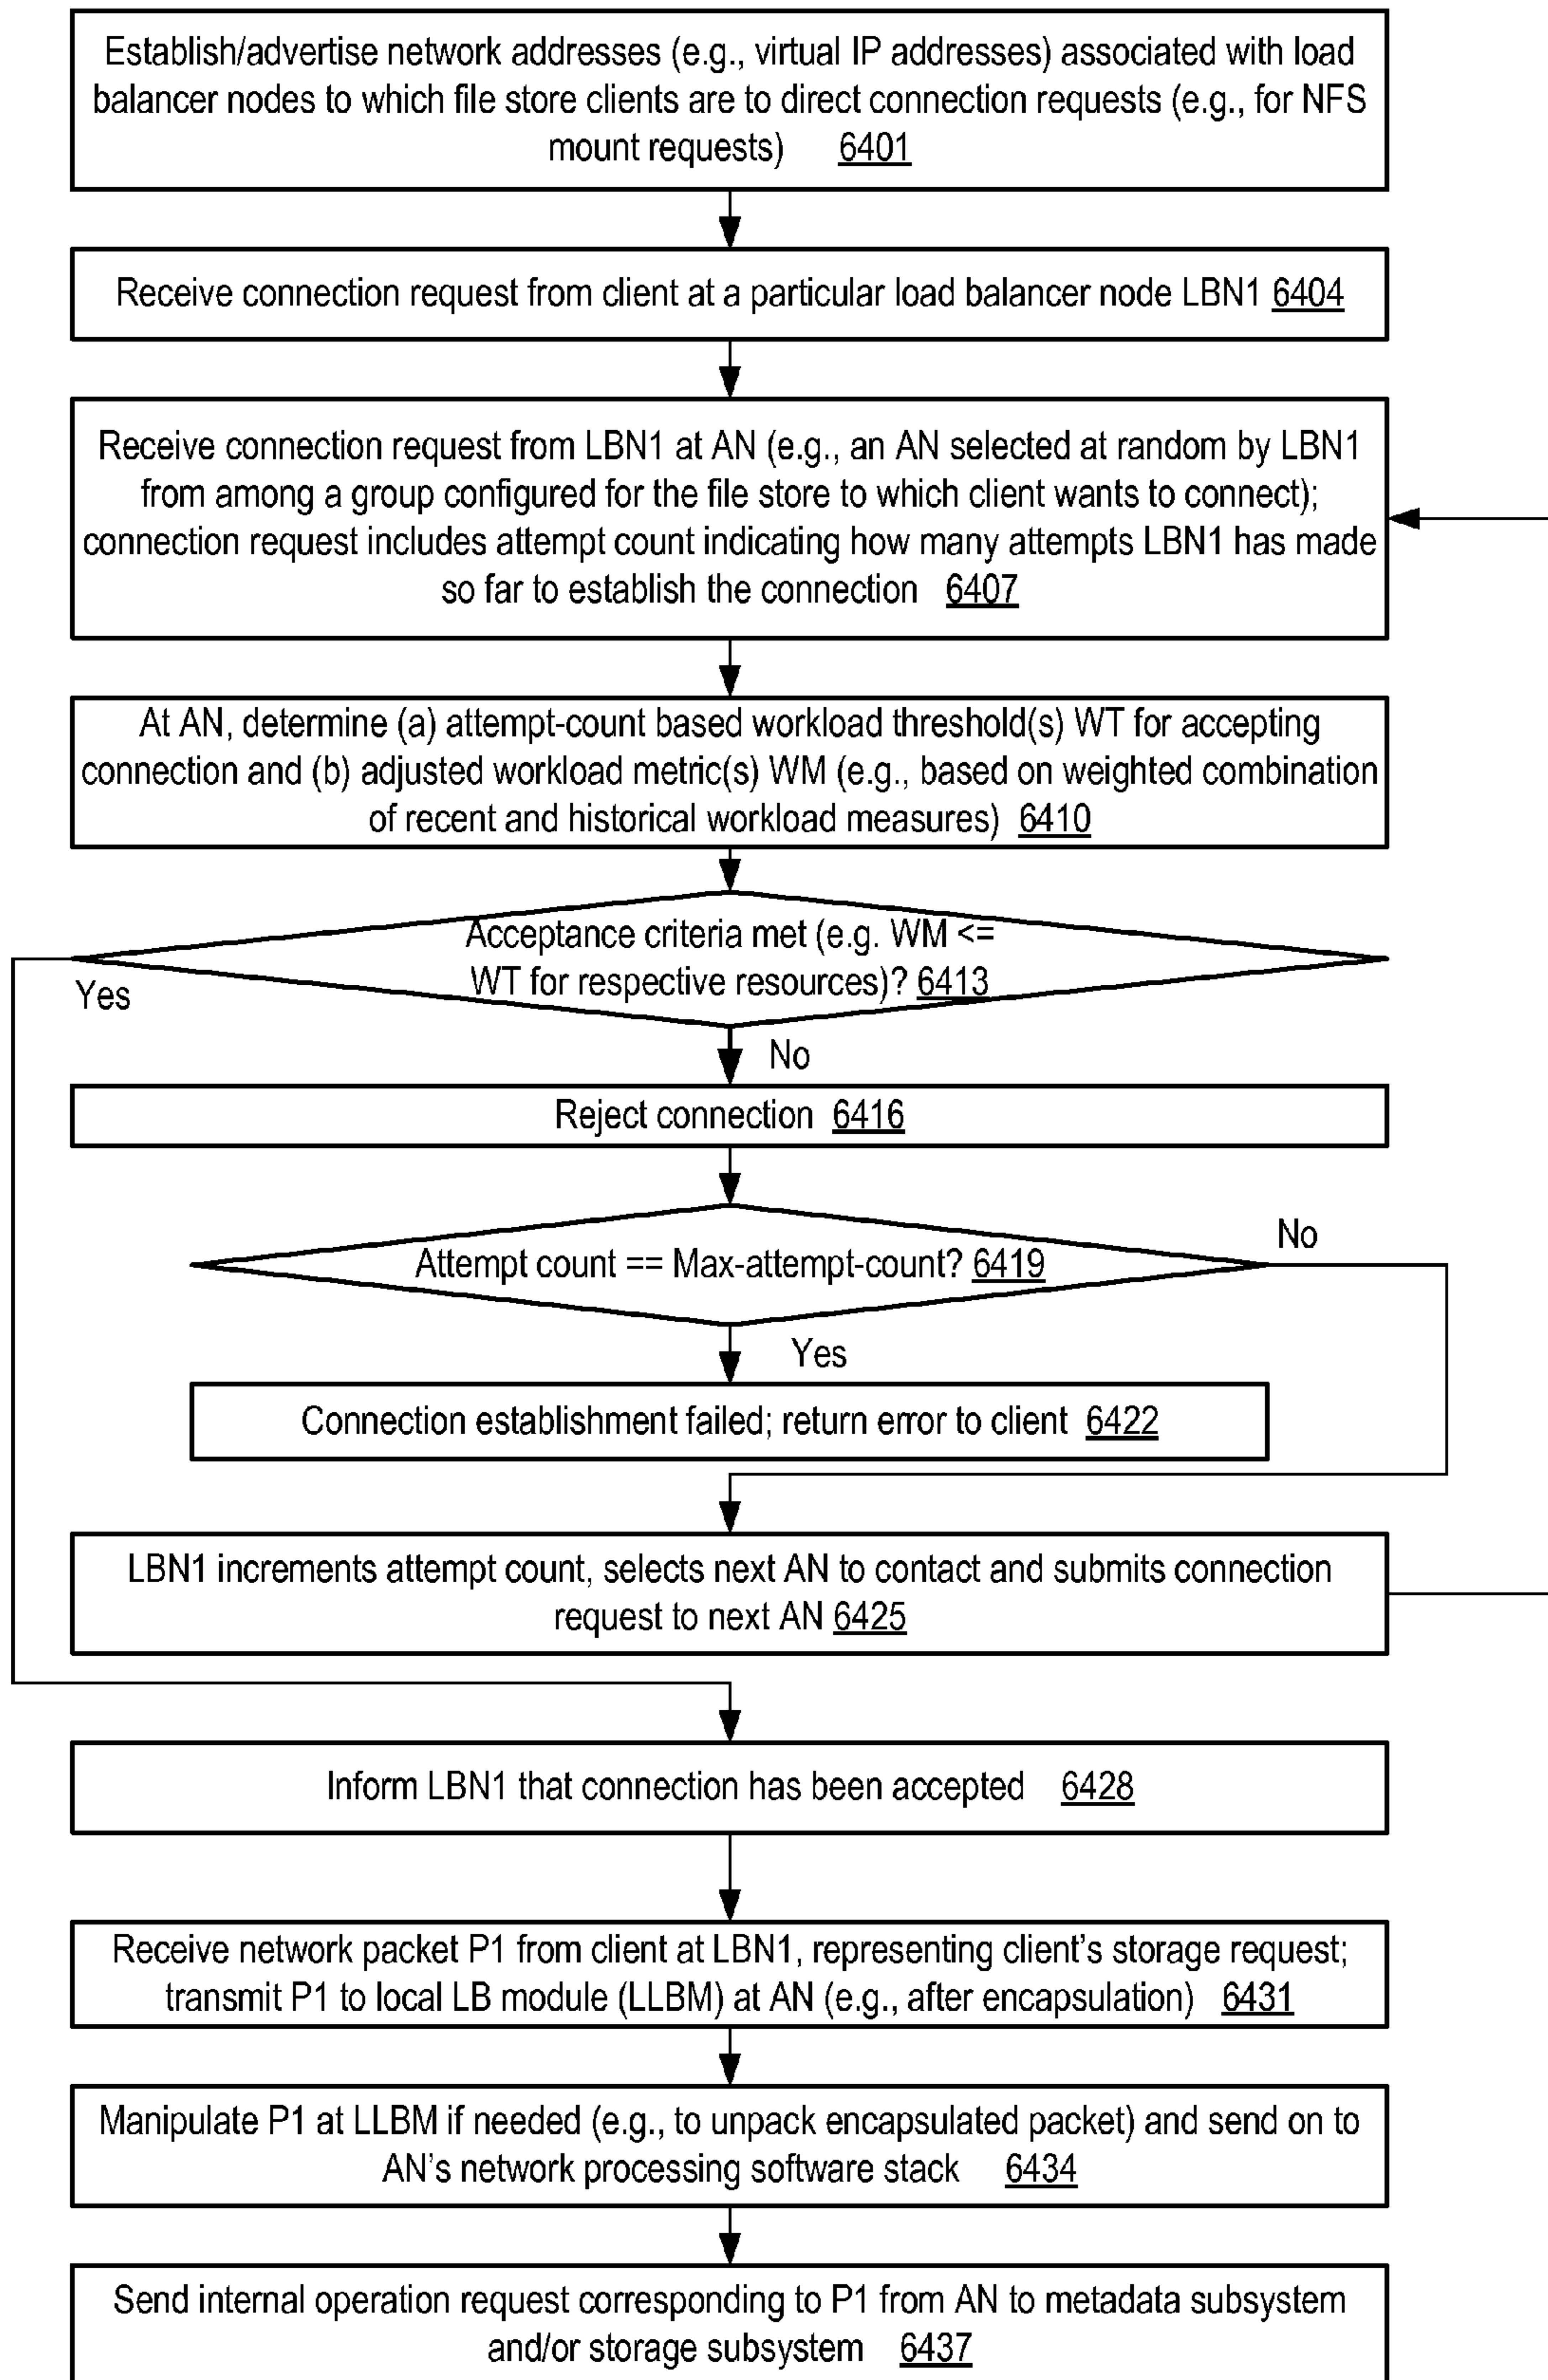 Establish/advertise network addresses (e.g., virtual IP addresses) associated with load
balancer nodes to which file store clients are to direct connection requests (e.g., for NFS
mount requests) 6401
Receive connection request from client at a particular load balancer node LBN1 6404
Receive connection request from LBN1 at AN (e.g., an AN selected at random by LBN1
from among a group configured for the file store to which client wants to connect);
connection request includes attempt count indicating how many attempts LBN1 has made
so far to establish the connection 6407
At AN, determine (a) attempt-count based workload threshold(s) WT for accepting
connection and (b) adjusted workload metric(s) WM (e.g., based on weighted combination
of recent and historical workload measures) 6410
Acceptance criteria met (e.g. WM <=
WT for respective resources)? 6413
Yes
No
Reject connection 6416
No
Attempt count == Max-attempt-count? 6419
Yes
Connection establishment failed; return error to client 6422
LBN1 increments attempt count, selects next AN to contact and submits connection
request to next AN 6425
Inform LBN1 that connection has been accepted 6428
Receive network packet P1 from client at LBN1, representing client’s storage request;
transmit P1 to local LB module (LLBM) at AN (e.g., after encapsulation) 6431
Manipulate P1 at LLBM if needed (e.g., to unpack encapsulated packet) and send on to
AN’s network processing software stack 6434
Send internal operation request corresponding to P1 from AN to metadata subsystem
and/or storage subsystem 6437